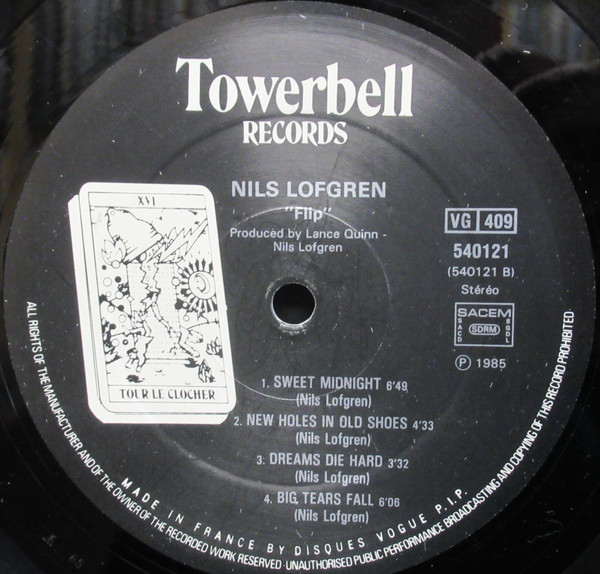 Towerbell
RECORDS
NILS LOFGREN
"Flip"
Produced by Lance Quinn -
Nils Lofgren
XVI
TOUR LE CLOCHER
VG 409
540121
(540121 B)
Stéréo
SACEM
SACD
SDRM
SGDL
℗ 1985
1. SWEET MIDNIGHT 6'49
(Nils Lofgren)
2. NEW HOLES IN OLD SHOES 4'33
(Nils Lofgren)
3. DREAMS DIE HARD 3'32
(Nils Lofgren)
4. BIG TEARS FALL 6'06
(Nils Lofgren)
MADE IN FRANCE BY DISQUES VOGUE P.I.P.
ALL RIGHTS OF THE MANUFACTURER AND OF THE OWNER OF THE RECORDED WORK RESERVED·UNAUTHORISED PUBLIC PERFORMANCE BROADCASTING AND COPYING OF THIS RECORD PROHIBITED